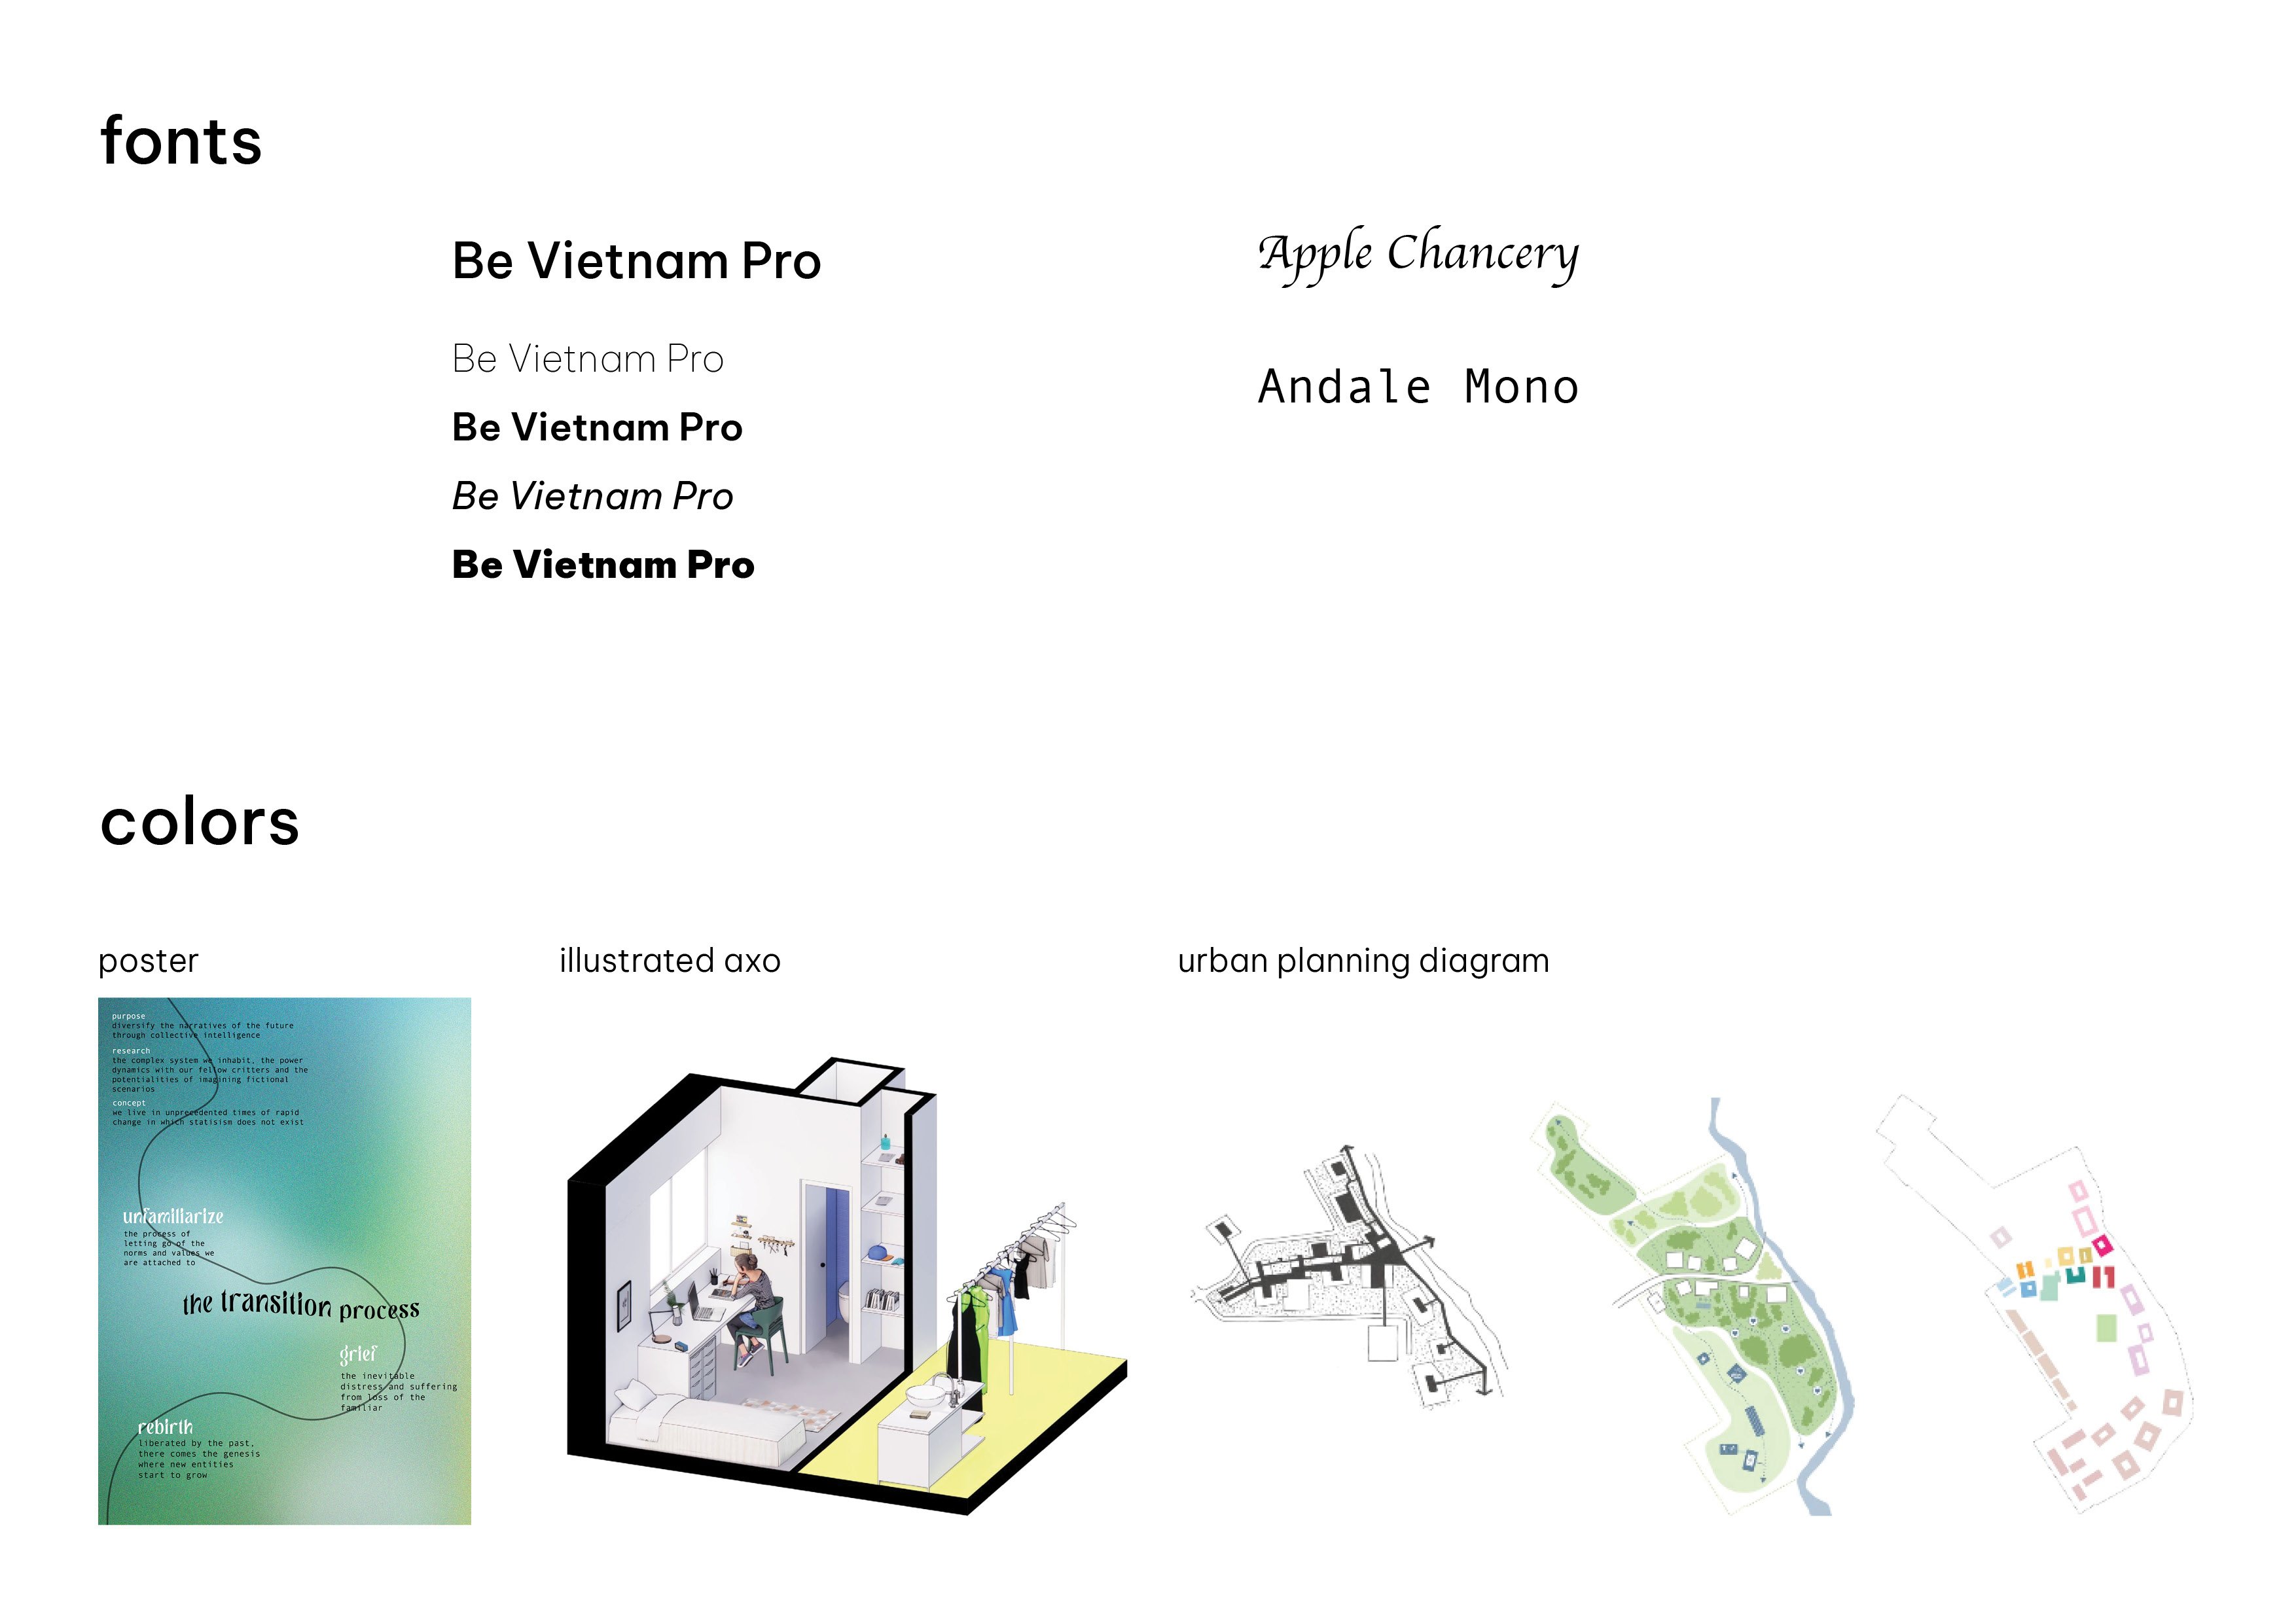 fonts
Be Vietnam Pro
Be Vietnam Pro
Be Vietnam Pro
Be Vietnam Pro
Be Vietnam Pro
Apple Chancery
Andale Mono
colors
poster
illustrated axo
urban planning diagram
purpose
diversify the narratives of the future
through collective intelligence
research
the complex system we inhabit, the power
dynamics with our fellow critters and the
potentialities of imagining fictional
scenarios
concept
we live in unprecedented times of rapid
change in which statisism does not exist
unfamiliarize
the process of
letting go of the
norms and values we
are attached to
the transition process
grief
the inevitable
distress and suffering
from loss of the
familiar
rebirth
liberated by the past,
there comes the genesis
where new entities
start to grow